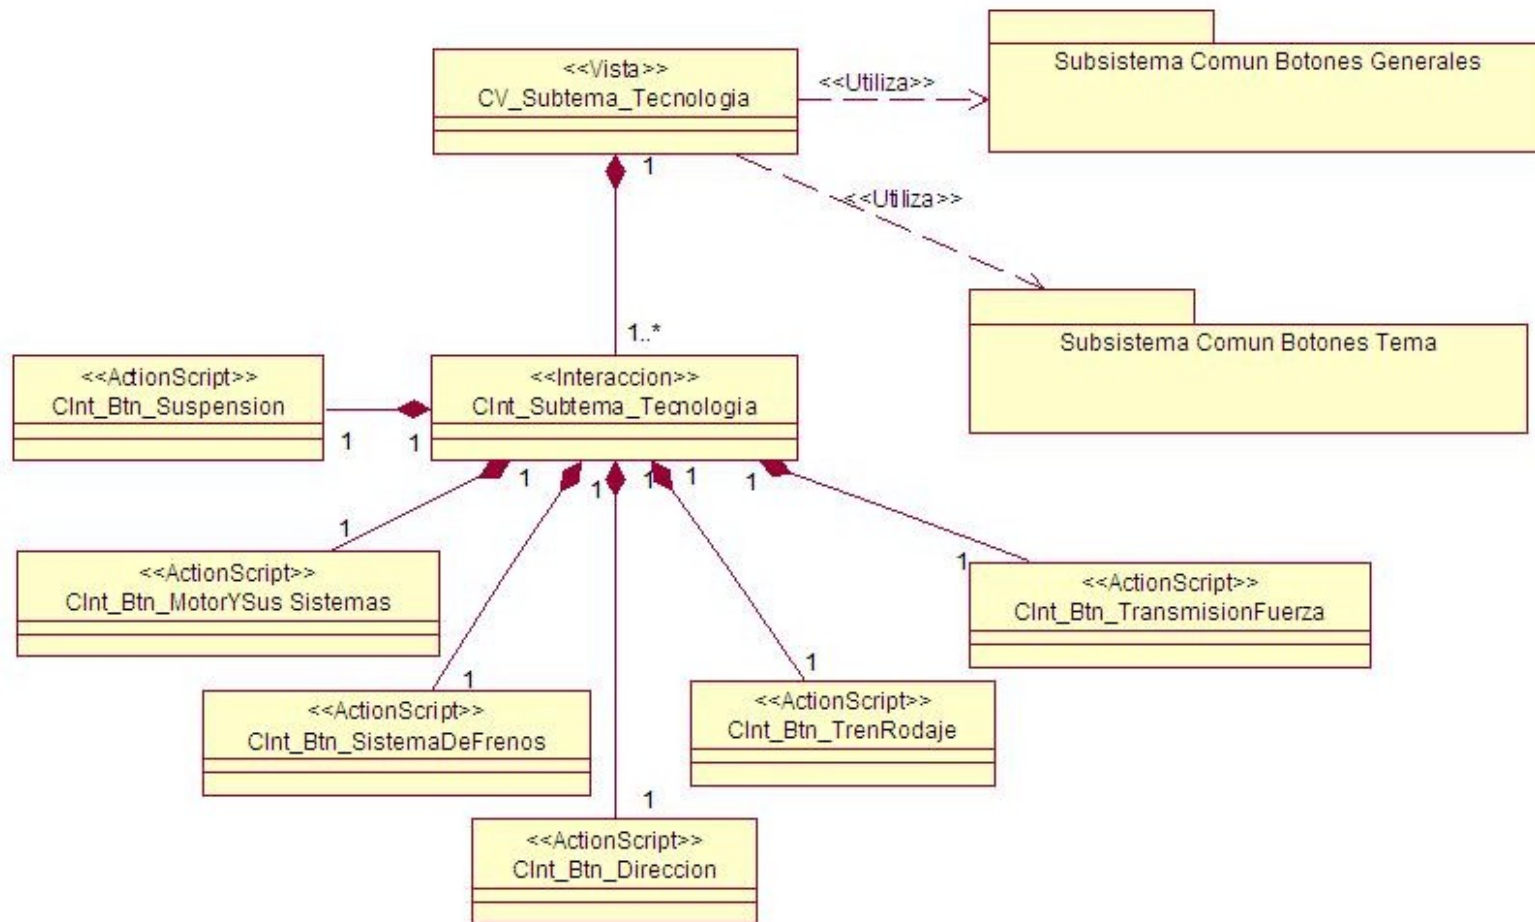 <<Vista>>
CV_Subtema_Tecnologia
<<Utiliza>>
Subsistema Comun Botones Generales
1
<<Utiliza>>
Subsistema Comun Botones Tema
1..*
<<ActionScript>>
CInt_Btn_Suspension
<<Interaccion>>
CInt_Subtema_Tecnologia
1
1
1
1
1
1
1
1
1
<<ActionScript>>
CInt_Btn_MotorYSus Sistemas
<<ActionScript>>
CInt_Btn_TransmisionFuerza
1
1
<<ActionScript>>
CInt_Btn_SistemaDeFrenos
<<ActionScript>>
CInt_Btn_TrenRodaje
1
<<ActionScript>>
CInt_Btn_Direccion